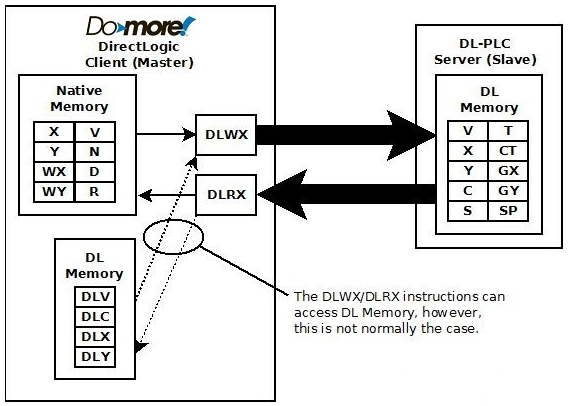 Do-more!
DirectLogic
Client (Master)
DL-PLC
Server (Slave)
Native
Memory
X V
Y N
WX D
WY R
DLWX
DLRX
DL
Memory
V T
X CT
Y GX
C GY
S SP
DL
Memory
DLV
DLC
DLX
DLY
The DLWX/DLRX instructions can
access DL Memory, however,
this is not normally the case.